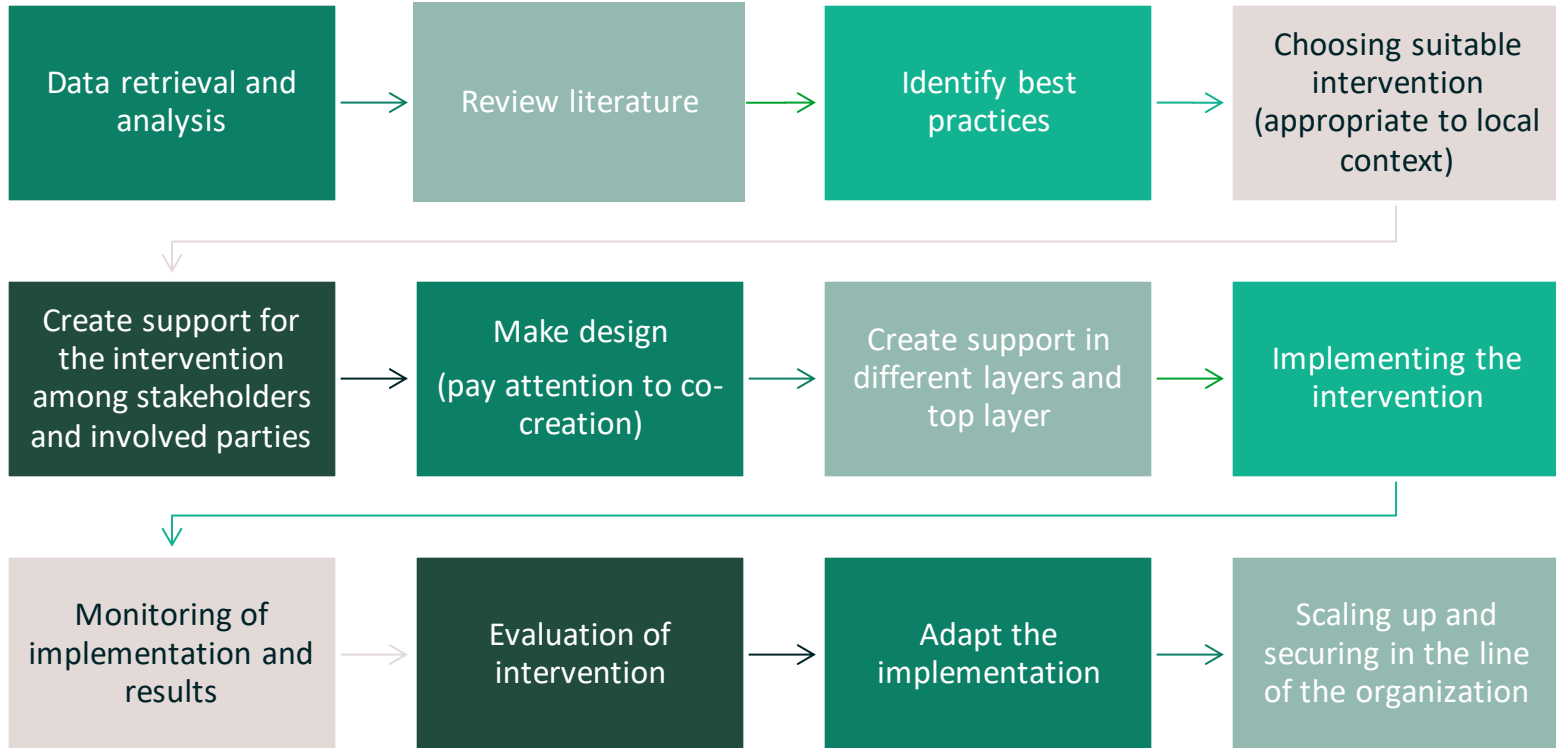 Data retrieval and
analysis
Review literature
Identify best
practices
Choosing suitable
intervention
(appropriate to local
context)
Create support for
the intervention
among stakeholders
and involved parties
Make design
(pay attention to co-
creation)
Create support in
different layers and
top layer
Implementing the
intervention
Monitoring of
implementation and
results
Evaluation of
intervention
Adapt the
implementation
Scaling up and
securing in the line
of the organization